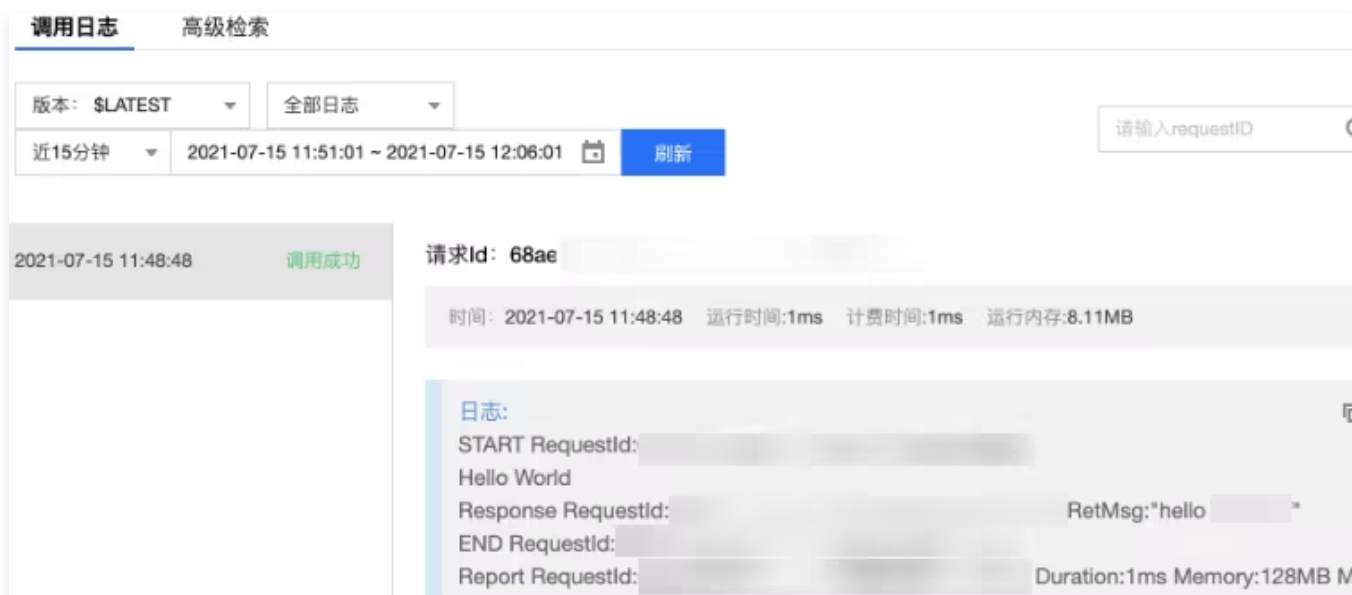 调用日志 高级检索
版本: $LATEST 全部日志
请输入requestID
近15分钟 2021-07-15 11:51:01 ~ 2021-07-15 12:06:01 刷新
2021-07-15 11:48:48 调用成功
请求Id: 68ae
时间: 2021-07-15 11:48:48 运行时间:1ms 计费时间:1ms 运行内存:8.11MB
日志:
START RequestId:
Hello World
Response RequestId: RetMsg:"hello "
END RequestId:
Report RequestId: Duration:1ms Memory:128MB M